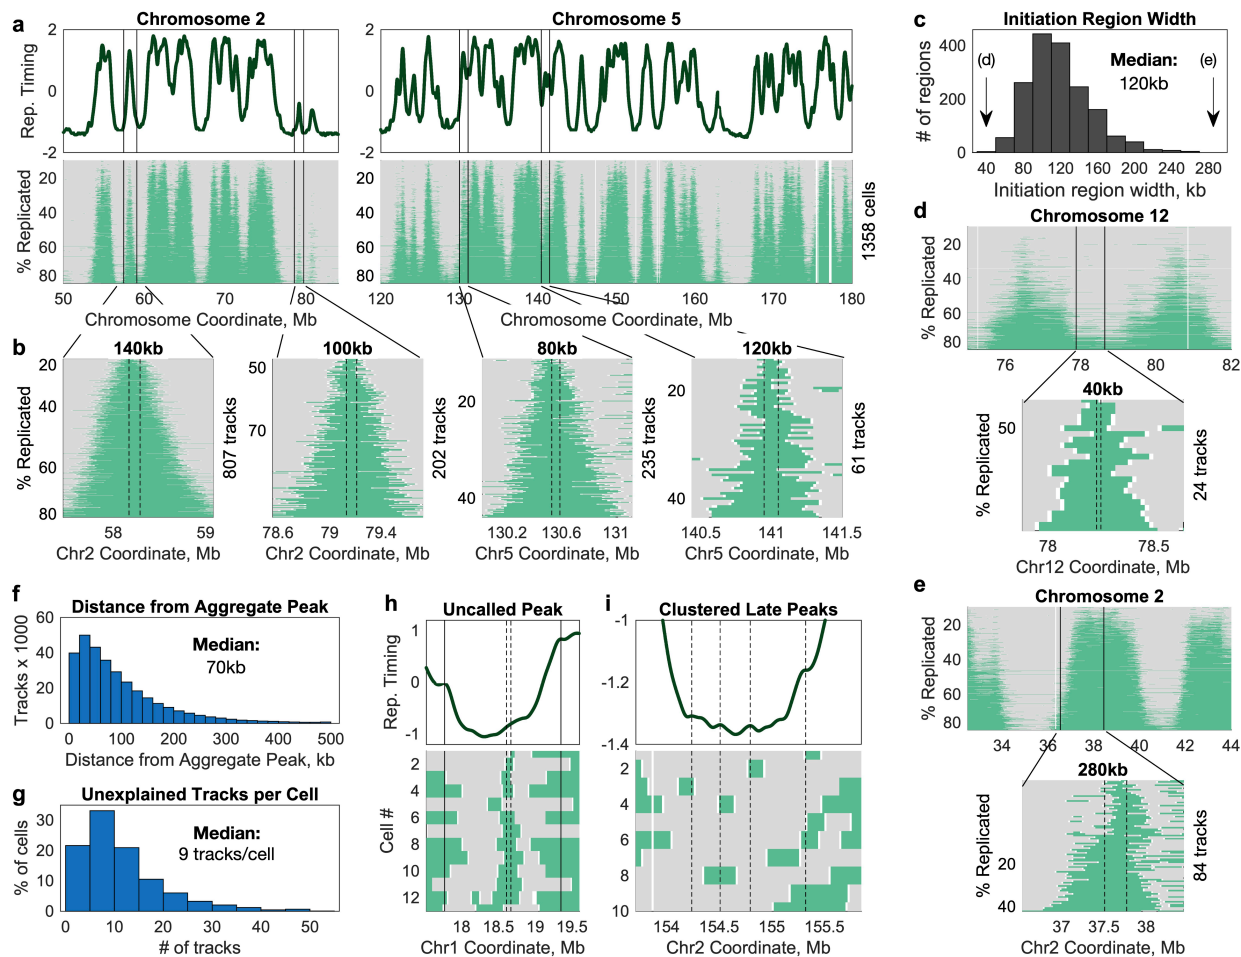 a
Chromosome 2
Chromosome 5
Rep. Timing
2
0
-2
2
0
-2
% Replicated
20
40
60
80
20
40
60
80
1358 cells
50
60
70
80
120
130
140
150
160
170
180
Chromosome Coordinate, Mb
Chromosome Coordinate, Mb
b
140kb
100kb
80kb
120kb
% Replicated
20
40
60
80
807 tracks
50
70
202 tracks
20
40
235 tracks
20
40
61 tracks
58
59
78.6
79
79.4
130.2
130.6
131
140.5
141
141.5
Chr2 Coordinate, Mb
Chr2 Coordinate, Mb
Chr5 Coordinate, Mb
Chr5 Coordinate, Mb
c
Initiation Region Width
# of regions
400
200
0
(d)
Median:
120kb
(e)
40
120
160
200
280
80
240
Initiation region width, kb
d
Chromosome 12
% Replicated
20
40
60
80
76
78
80
82
40kb
% Replicated
50
24 tracks
78
78.5
Chr12 Coordinate, Mb
e
Chromosome 2
% Replicated
20
40
60
80
34
36
38
40
42
44
280kb
% Replicated
20
40
84 tracks
37
37.5
38
Chr2 Coordinate, Mb
f
Distance from Aggregate Peak
Tracks x 1000
60
40
20
0
Median:
70kb
0
100
200
300
400
500
Distance from Aggregate Peak, kb
g
Unexplained Tracks per Cell
% of cells
30
20
10
0
Median:
9 tracks/cell
0
10
20
30
40
50
# of tracks
h
Uncalled Peak
Rep. Timing
1
0
-1
Cell #
2
4
6
8
10
12
18
18.5
19
19.5
Chr1 Coordinate, Mb
i
Clustered Late Peaks
-1
-1.2
-1.4
2
4
6
8
10
154
154.5
155
155.5
Chr2 Coordinate, Mb